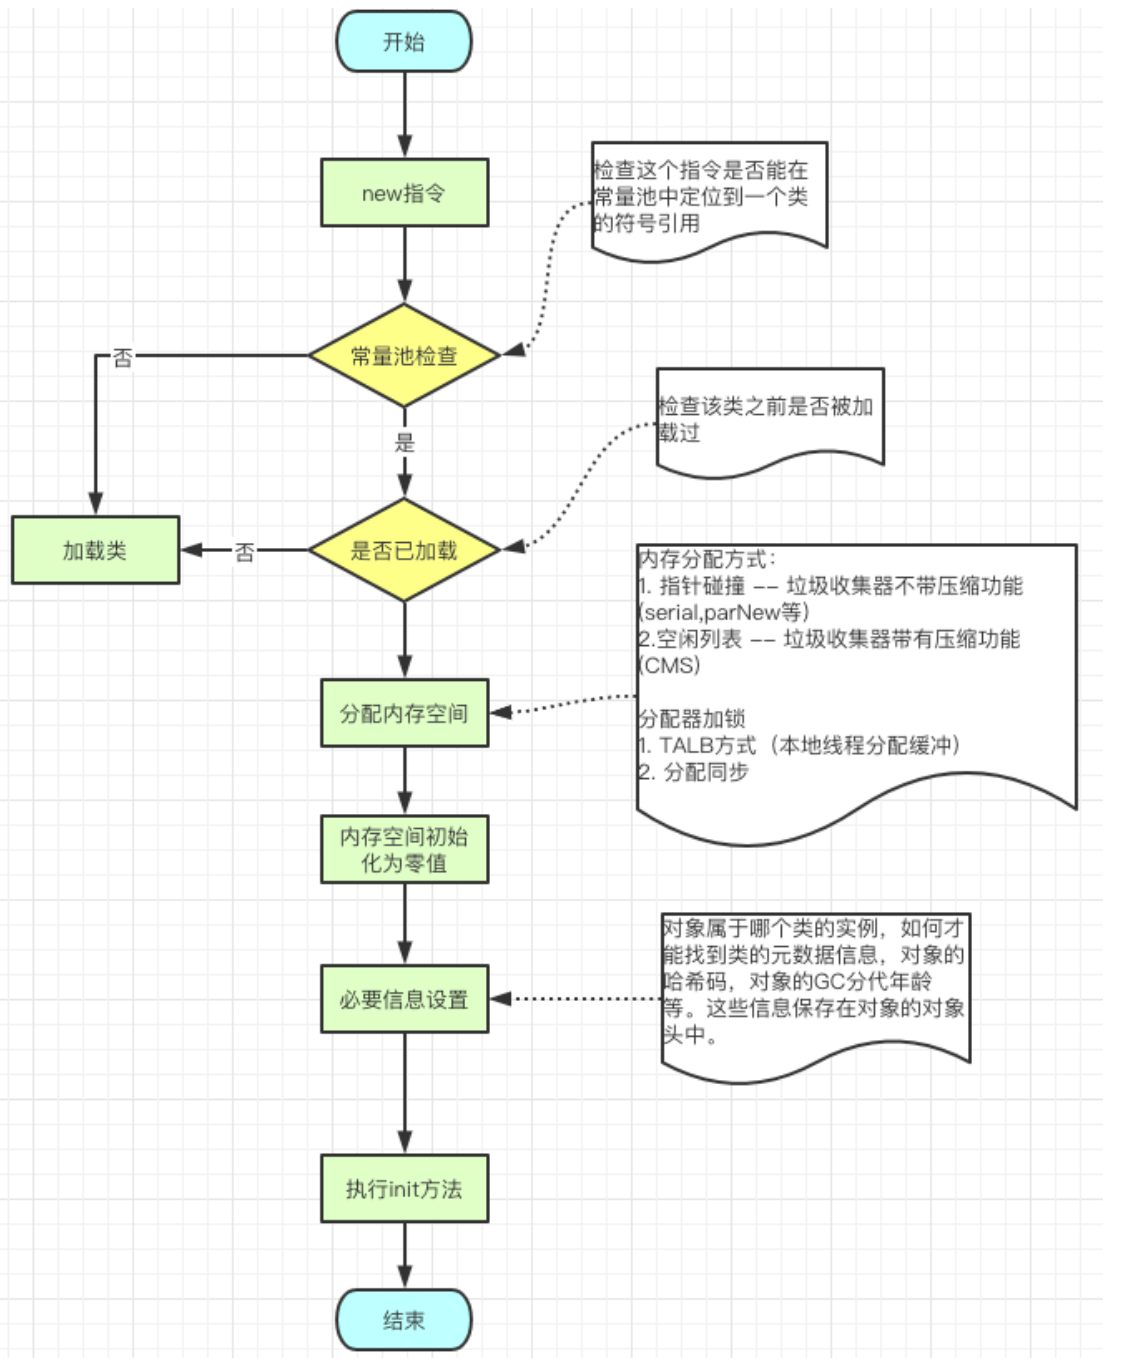 开始
new指令
检查这个指令是否能在
常量池中定位到一个类
的符号引用
常量池检查
否
是
检查该类之前是否被加
载过
加载类
否
是否已加载
内存分配方式：
1. 指针碰撞 -- 垃圾收集器不带压缩功能
(serial,parNew等)
2.空闲列表 -- 垃圾收集器带有压缩功能
(CMS)
分配器加锁
1. TALB方式（本地线程分配缓冲）
2. 分配同步
分配内存空间
内存空间初始
化为零值
对象属于哪个类的实例，如何才
能找到类的元数据信息，对象的
哈希码，对象的GC分代年龄
等。这些信息保存在对象的对象
头中。
必要信息设置
执行init方法
结束